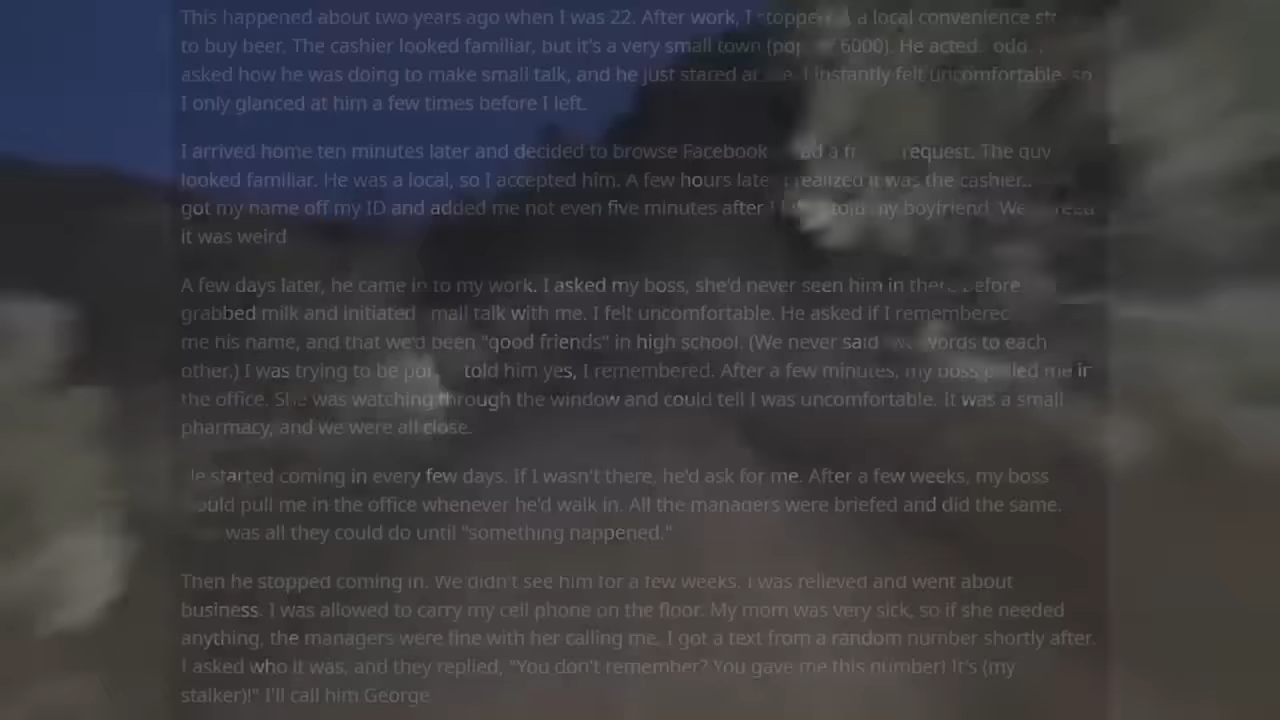 This happened about two years ago when I was 22. After work, I stopped a local convenience
to buy beer. The cashier looked familiar, but it's a very small town 6000). He acted
asked how he was doing to make small talk, and he just stared at I instantly felt uncomfortable, so
I only glanced at him a few times before I left.
I arrived home ten minutes later and decided to browse Facebook a request. The guy
looked familiar. He was a local, so I accepted him. A few hours realized it was the cashier..
got my name off my ID and added me not even five minutes after I told my boyfriend. We
it was weird
A few days later, he came in to my work. I asked my boss, she'd never seen him in there before
grabbed milk and initiated small talk with me. I felt uncomfortable. He asked if I remembered
me his name, and that we'd been "good friends" in high school. (We never said words to each
other.) I was trying to be told him yes, I remembered. After a few minutes, my boss pulled me in
the office. She was watching through the window and could tell I was uncomfortable. It was a small
pharmacy, and we were all close.
started coming in every few days. If I wasn't there, he'd ask for me. After a few weeks, my boss
would pull me in the office whenever he'd walk in. All the managers were briefed and did the same.
was all they could do until "something happened."
Then he stopped coming in. We didn't see him for a few weeks. I was relieved and went about
business. I was allowed to carry my cell phone on the floor. My mom was very sick, so if she needed
anything, the managers were fine with her calling me. I got a text from a random number shortly after.
I asked who it was, and they replied, "You don't remember? You gave me this number! It's (my
stalker)!" I'll call him George